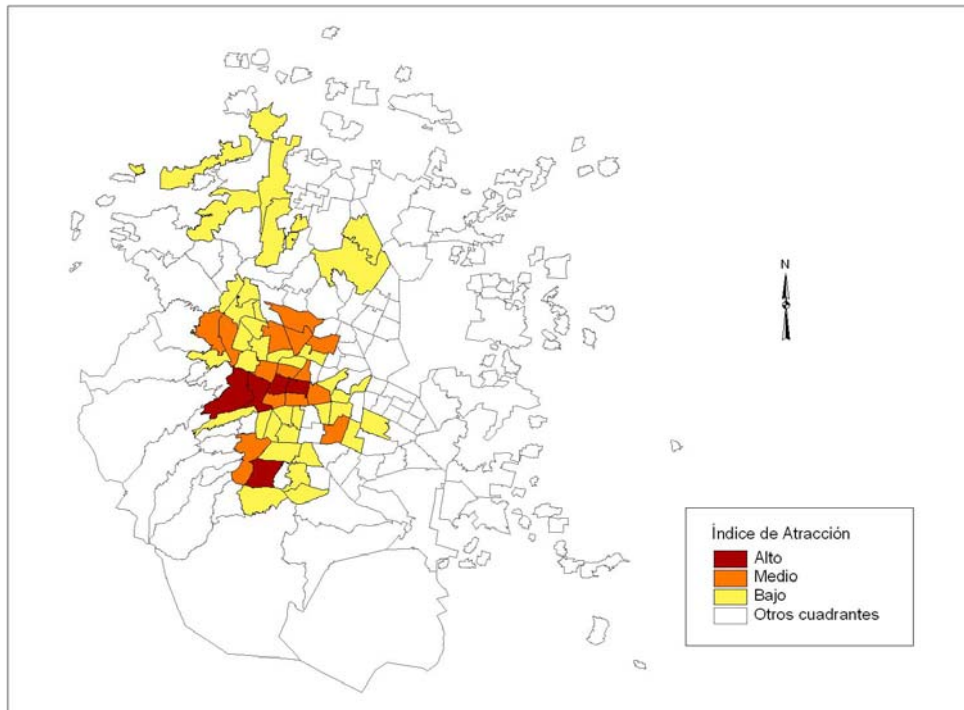 N
Índice de Atracción
Alto
Medio
Bajo
Otros cuadrantes